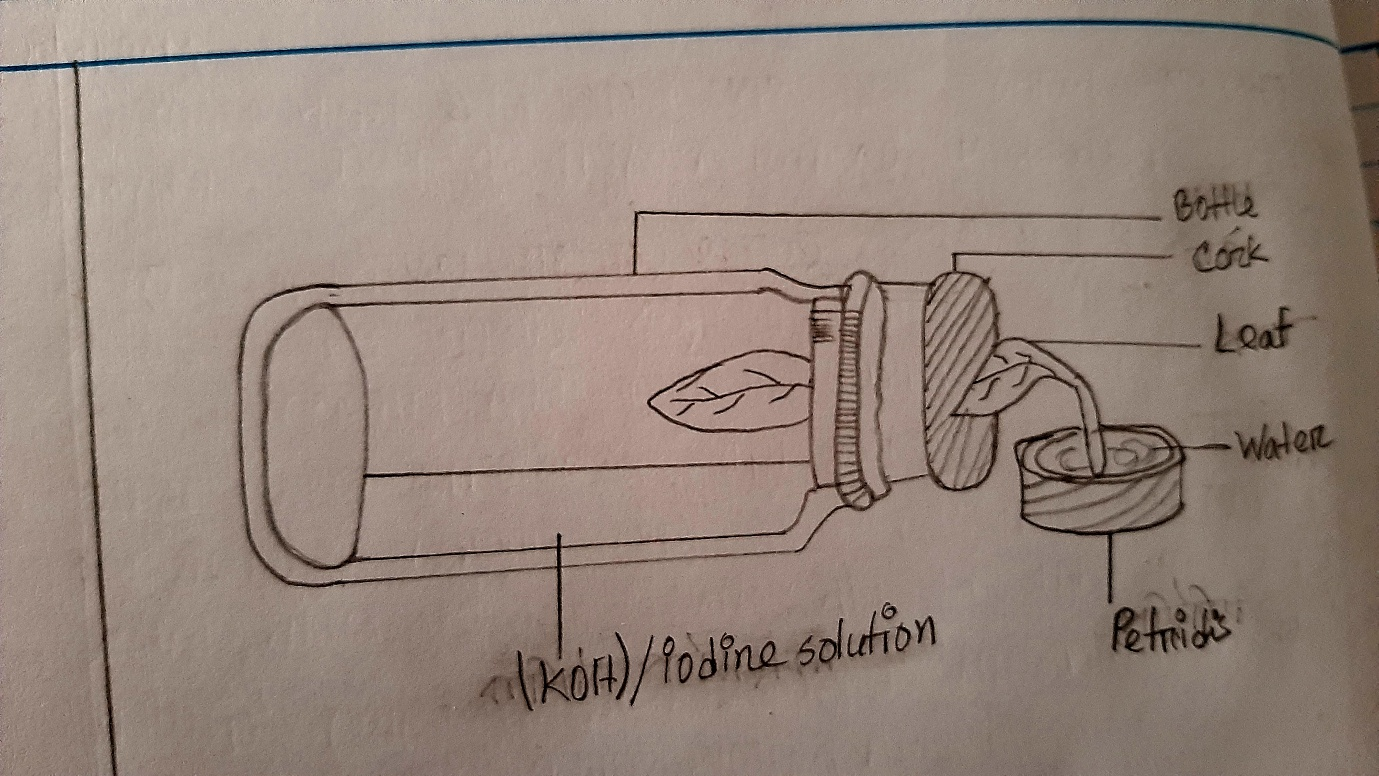 Bottle
Cork
Leaf
Water
Petridis
(KOH)/iodine solution